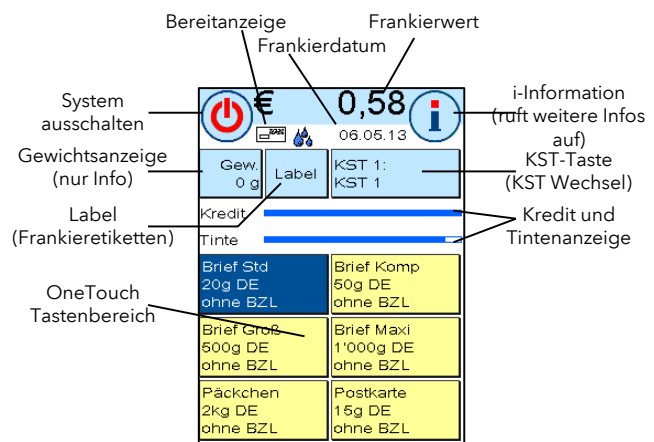 Bereitanzeige
Frankierwert
Frankierdatum
System
ausschalten
€ 0,58
i
i-Information
(ruft weitere Infos
auf)
06.05.13
Gewichtsanzeige
(nur Info)
Gew.
0 g
Label
KST 1:
KST 1
KST-Taste
(KST Wechsel)
Label
(Frankieretiketten)
Kredit
Tinte
Kredit und
Tintenanzeige
OneTouch
Tastenbereich
Brief Std
20g DE
ohne BZL
Brief Komp
50g DE
ohne BZL
Brief Groß
500g DE
ohne BZL
Brief Maxi
1'000g DE
ohne BZL
Päckchen
2kg DE
ohne BZL
Postkarte
15g DE
ohne BZL